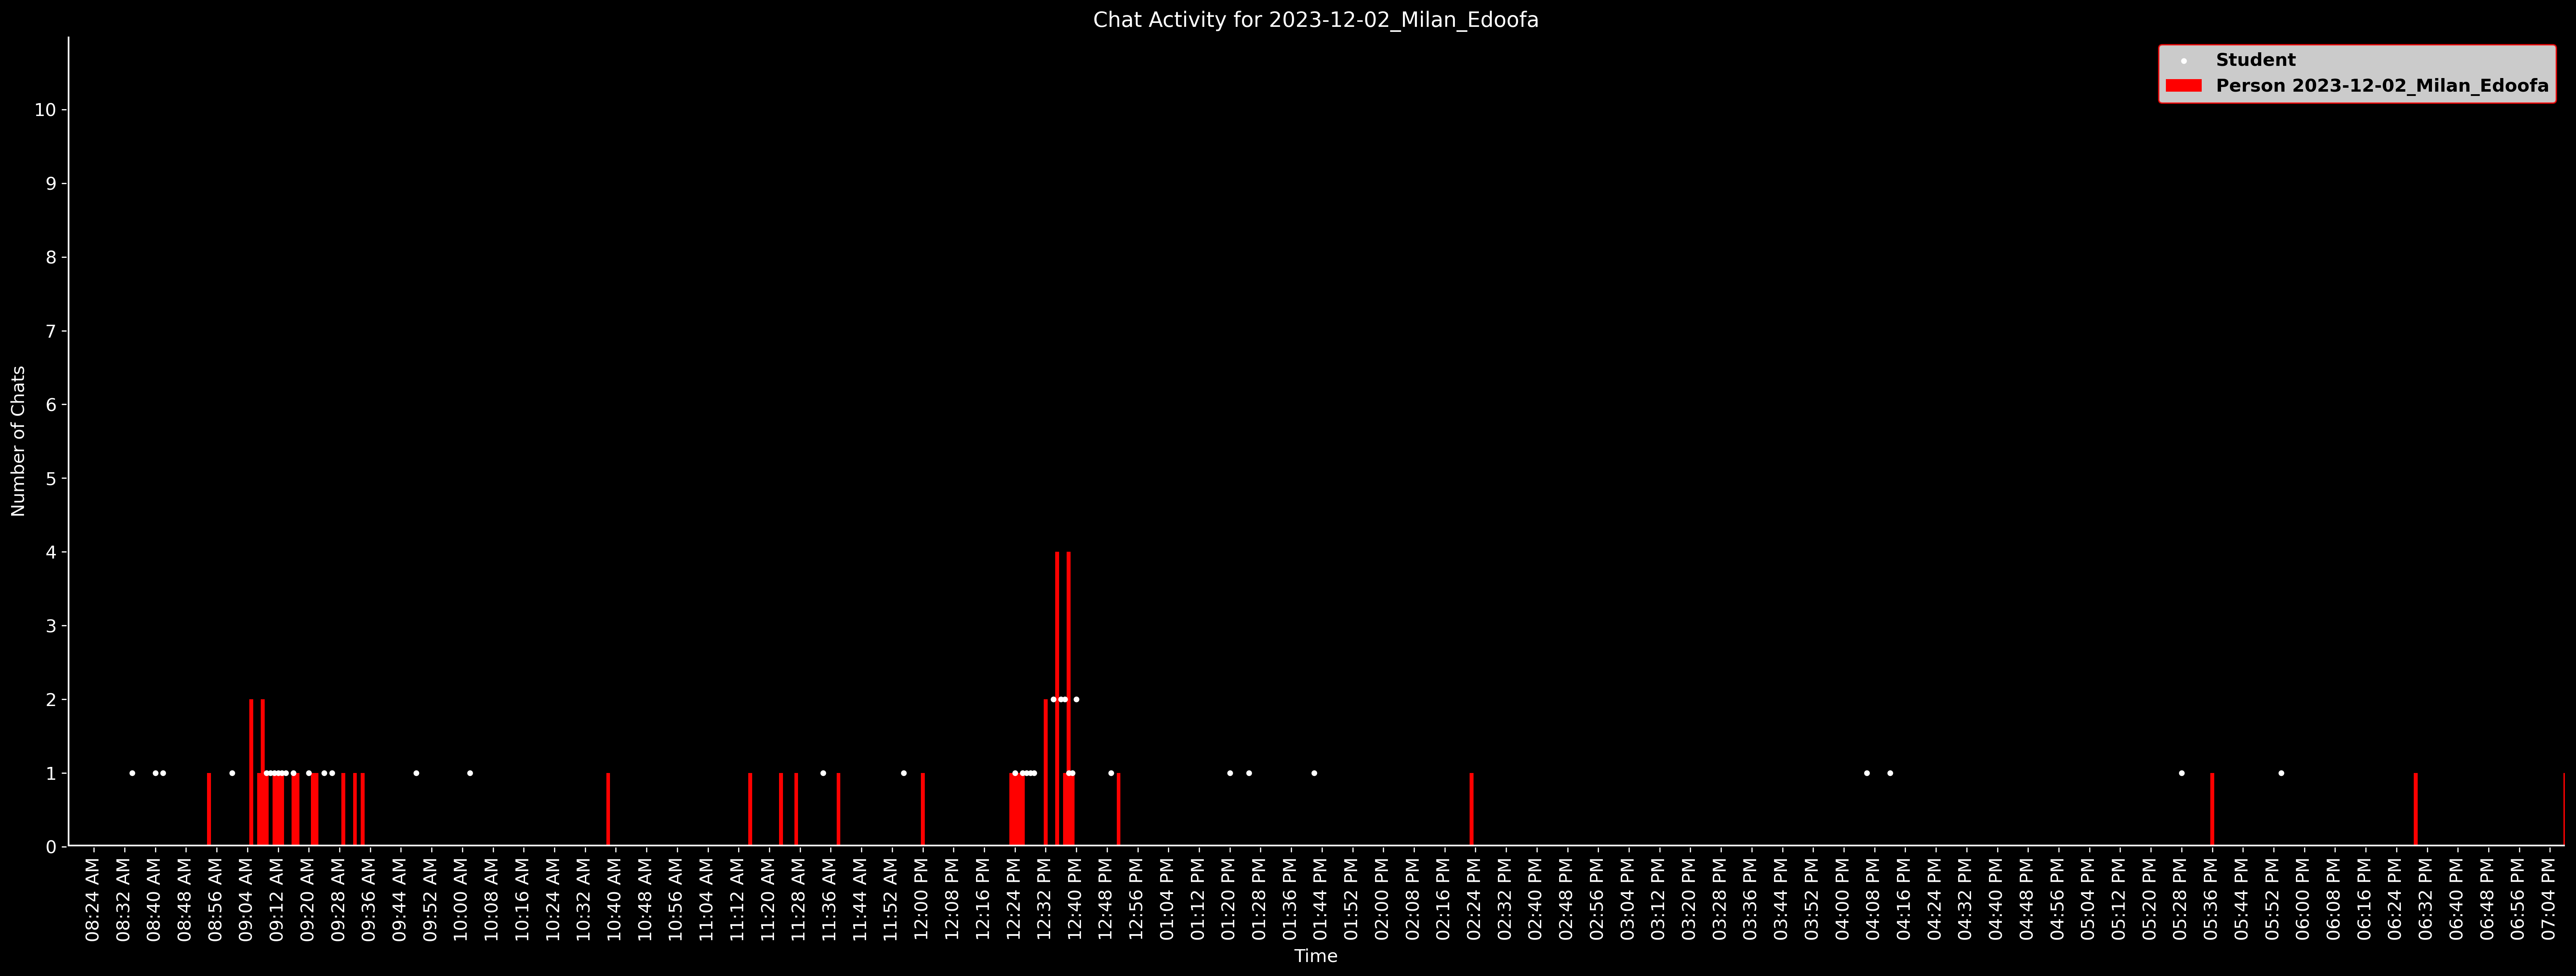 Chat Activity for 2023-12-02_Milan_Edoofa
Student
Person 2023-12-02_Milan_Edoofa
Number of Chats
10
9
8
7
6
5
4
3
2
1
0
08:24 AM
08:32 AM
08:40 AM
08:48 AM
08:56 AM
09:04 AM
09:12 AM
09:20 AM
09:28 AM
09:36 AM
09:44 AM
09:52 AM
10:00 AM
10:08 AM
10:16 AM
10:24 AM
10:32 AM
10:40 AM
10:48 AM
10:56 AM
11:04 AM
11:12 AM
11:20 AM
11:28 AM
11:36 AM
11:44 AM
11:52 AM
12:00 PM
12:08 PM
12:16 PM
12:24 PM
12:32 PM
12:40 PM
12:48 PM
12:56 PM
01:04 PM
01:12 PM
01:20 PM
01:28 PM
01:36 PM
01:44 PM
01:52 PM
02:00 PM
02:08 PM
02:16 PM
02:24 PM
02:32 PM
02:40 PM
02:48 PM
02:56 PM
03:04 PM
03:12 PM
03:20 PM
03:28 PM
03:36 PM
03:44 PM
03:52 PM
04:00 PM
04:08 PM
04:16 PM
04:24 PM
04:32 PM
04:40 PM
04:48 PM
04:56 PM
05:04 PM
05:12 PM
05:20 PM
05:28 PM
05:36 PM
05:44 PM
05:52 PM
06:00 PM
06:08 PM
06:16 PM
06:24 PM
06:32 PM
06:40 PM
06:48 PM
06:56 PM
07:04 PM
Time